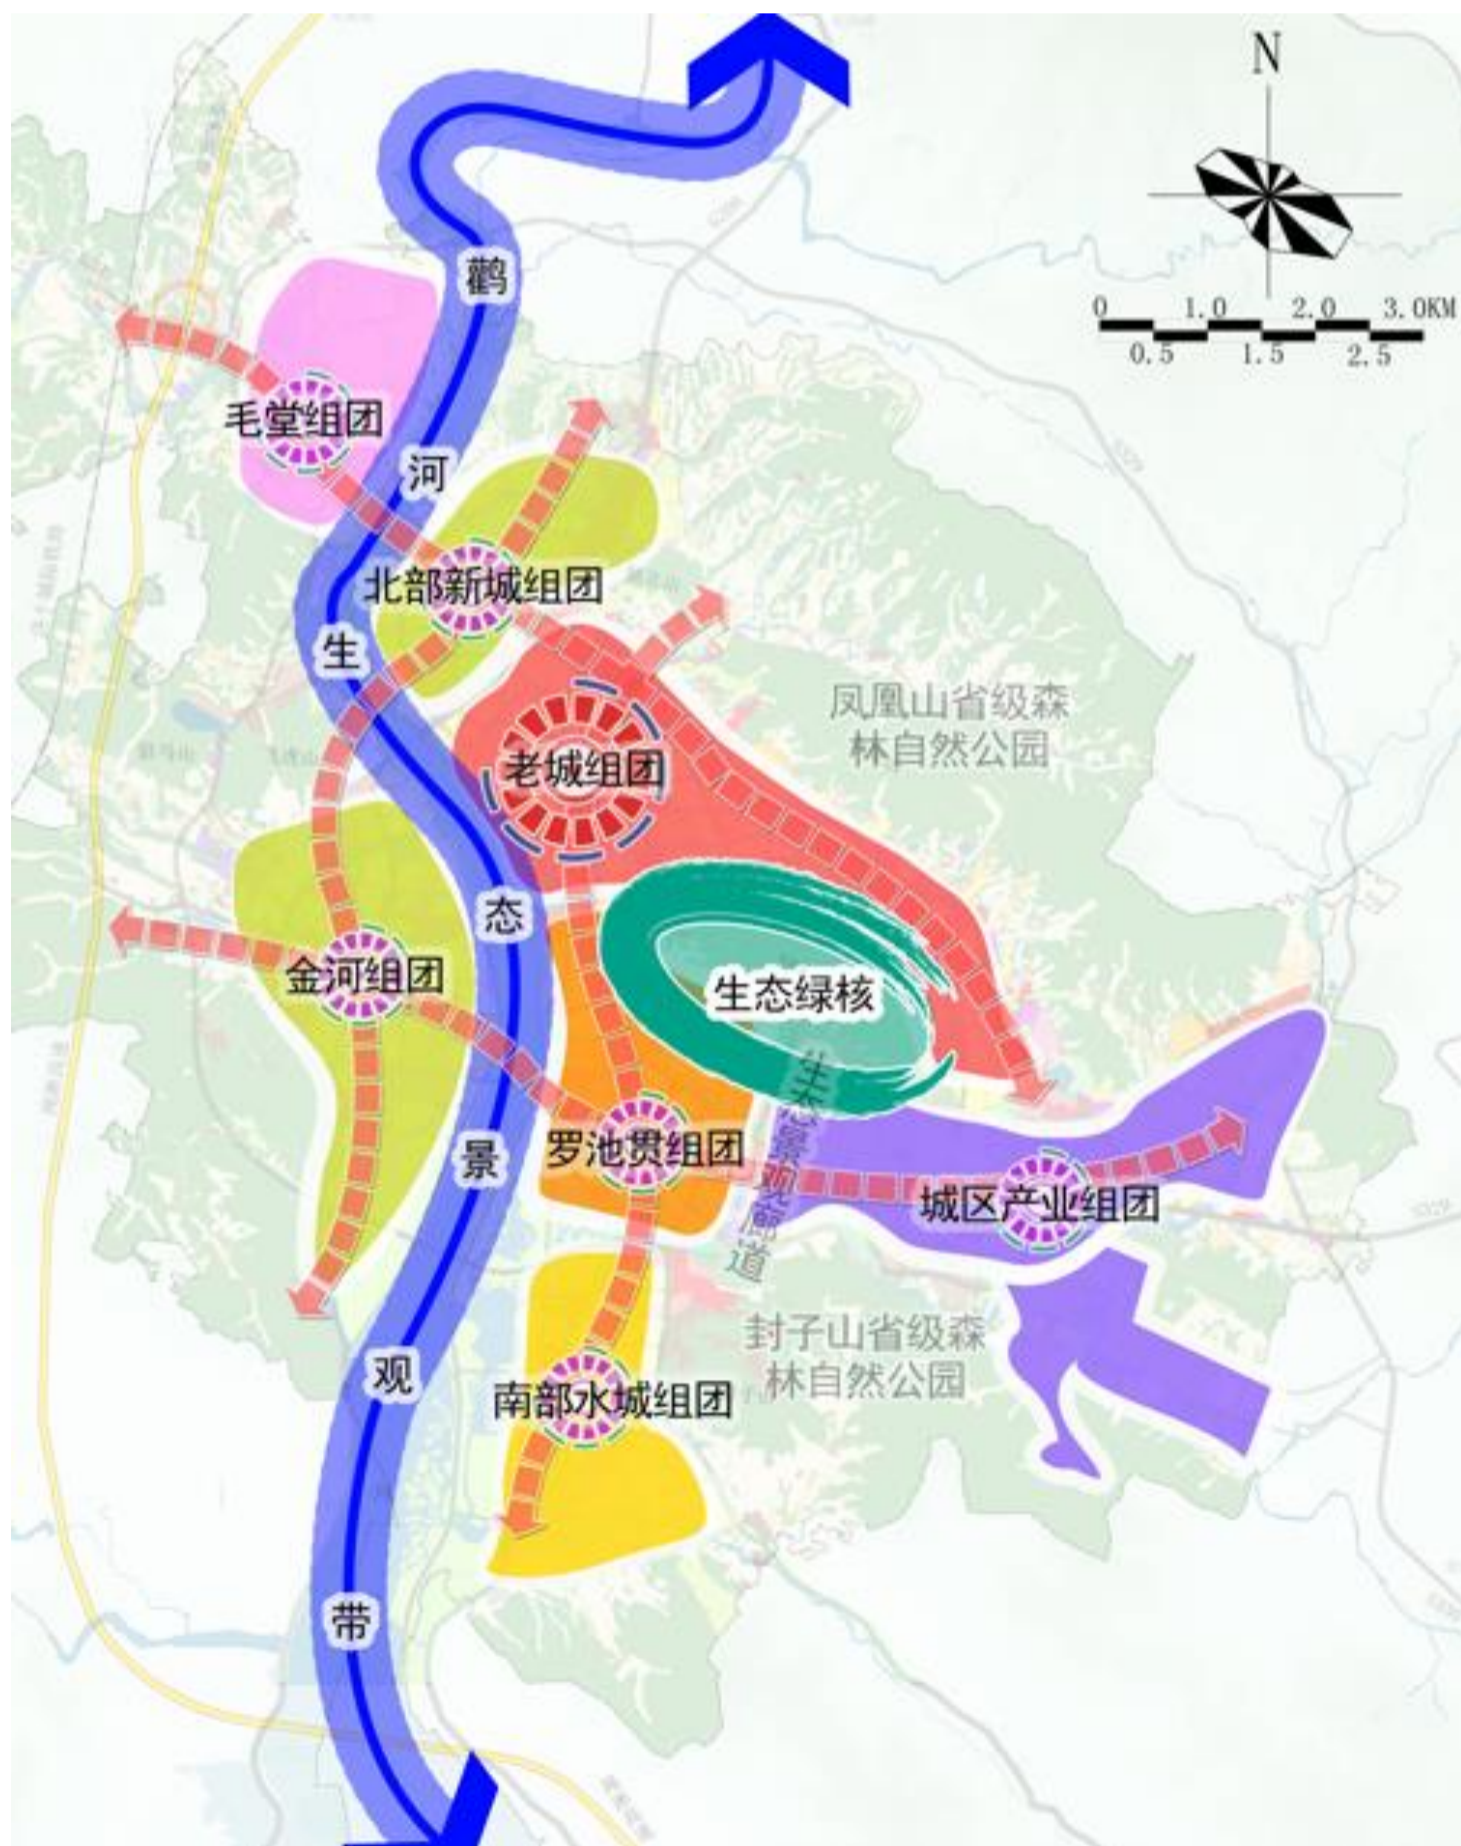 N
0 1.0 2.0 3.0KM
0.5 1.5 2.5
鹳河生态景观带
毛堂组团
北部新城组团
凤凰山省级森
林自然公园
老城组团
金河组团
生态绿核
生态景观廊道
罗池贯组团
城区产业组团
封子山省级森
林自然公园
南部水城组团